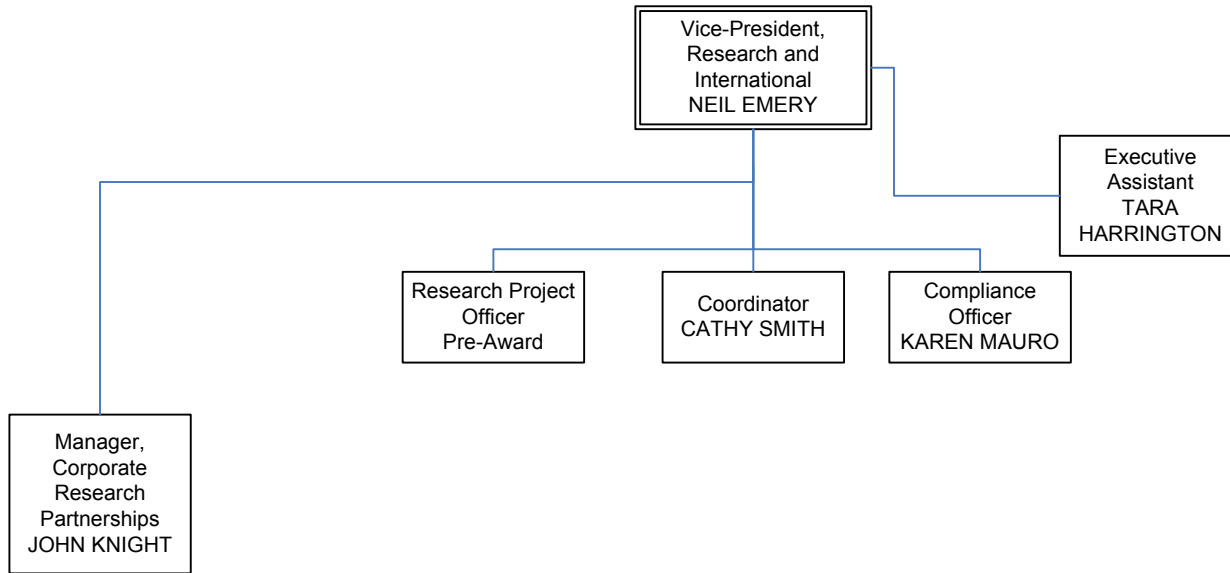 Vice-President,
Research and
International
NEIL EMERY
Executive
Assistant
TARA
HARRINGTON
Research Project
Officer
Pre-Award
Coordinator
CATHY SMITH
Compliance
Officer
KAREN MAURO
Manager,
Corporate
Research
Partnerships
JOHN KNIGHT